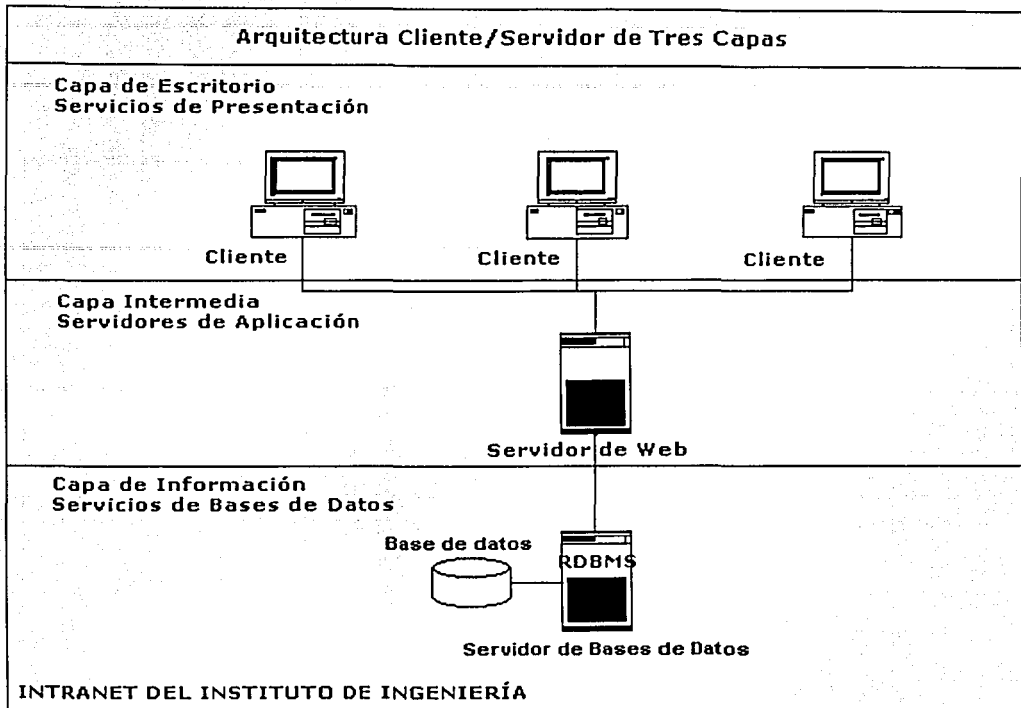 Arquitectura Cliente/Servidor de Tres Capas
Capa de Escritorio
Servicios de Presentación
Cliente
Cliente
Cliente
Capa Intermedia
Servidores de Aplicación
Servidor de Web
Capa de Información
Servicios de Bases de Datos
Base de datos
RDBMS
Servidor de Bases de Datos
INTRANET DEL INSTITUTO DE INGENIERÍA